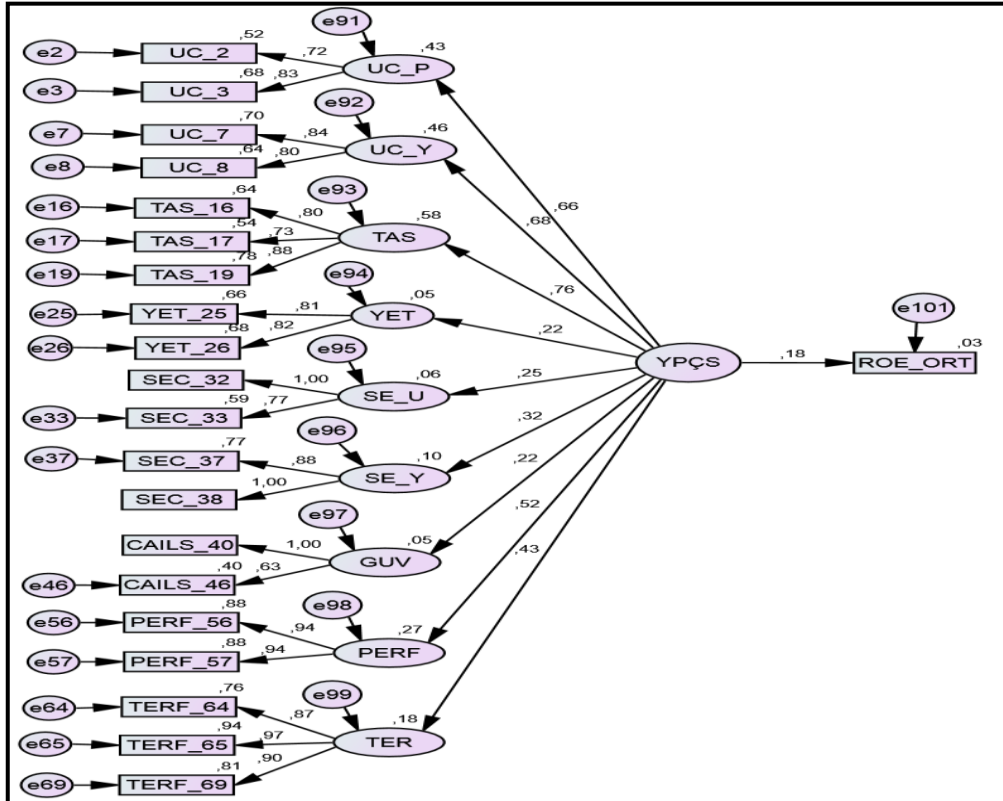 e91
,52 ,43
e2 UC_2 ,72 UC_P
,68 ,83
e3 UC_3
e92
,70 ,46
e7 UC_7 ,84 UC_Y
,64 ,80
e8 UC_8
e93 ,66
,64 ,58 ,68
e16 TAS_16 ,80
,54 ,73
e17 TAS_17 TAS
,78 ,88
e19 TAS_19
e94 ,76
,66 ,05
e25 YET_25 ,81 YET e101
,68 ,82 ,22
e26 YET_26 ,03
e95 YPÇS ,18 ROE_ORT
,06
SEC_32 1,00 ,25
,59 ,77 SE_U
e33 SEC_33
e96 ,32
,77 ,10
e37 SEC_37 ,88 SE_Y ,22
SEC_38 1,00
e97 ,52
,05
CAILS_40 1,00 ,43
,40 ,63 GUV
e46 CAILS_46
e98
,88 ,27
e56 PERF_56 ,94
,88 ,94 PERF
e57 PERF_57
e99
,76 ,18
e64 TERF_64 ,87
,94 ,97 TER
e65 TERF_65
,81 ,90
e69 TERF_69